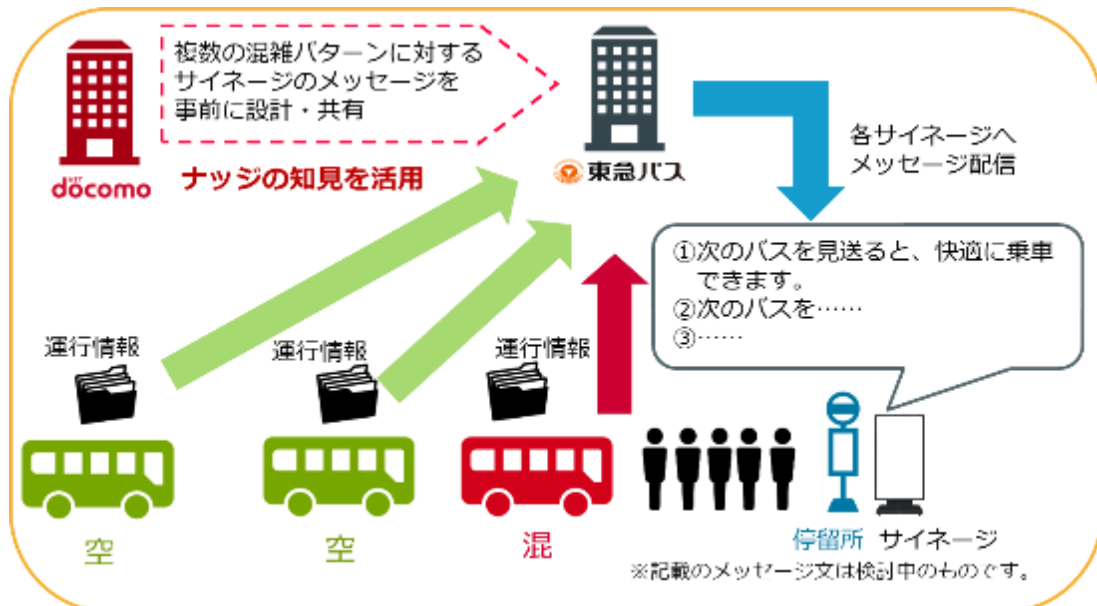 複数の混雑パターンに対する
サイネージのメッセージを
事前に設計・共有
döcomo
ナッジの知見を活用
東急バス
各サイネージへ
メッセージ配信
①次のバスを見送ると、快適に乗車
できます。
②次のバスを……
③……
運行情報
運行情報
運行情報
空
空
混
停留所
サイネージ
※記載のメッセージ文は検討中のものです。